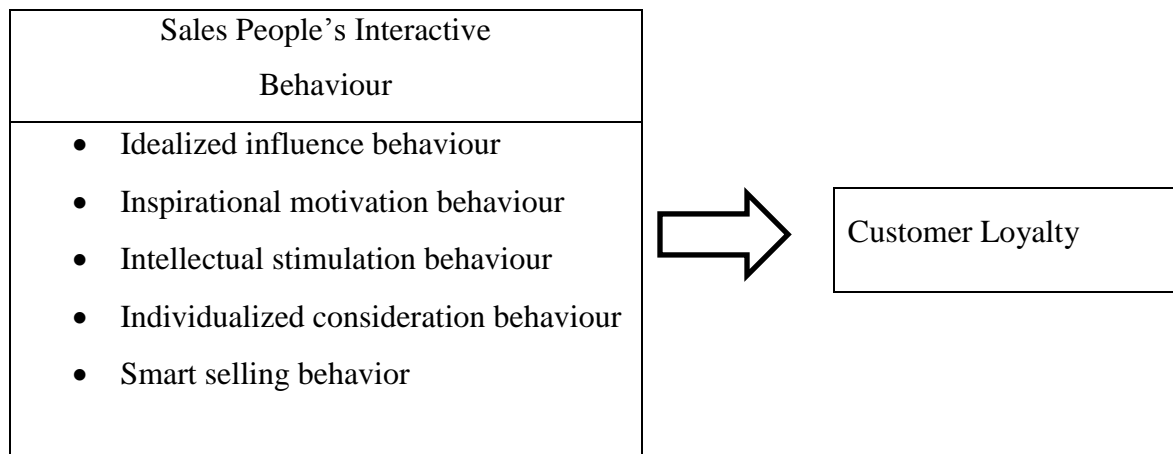 Sales People’s Interactive
Behaviour
• Idealized influence behaviour
• Inspirational motivation behaviour
• Intellectual stimulation behaviour
• Individualized consideration behaviour
• Smart selling behavior
Customer Loyalty